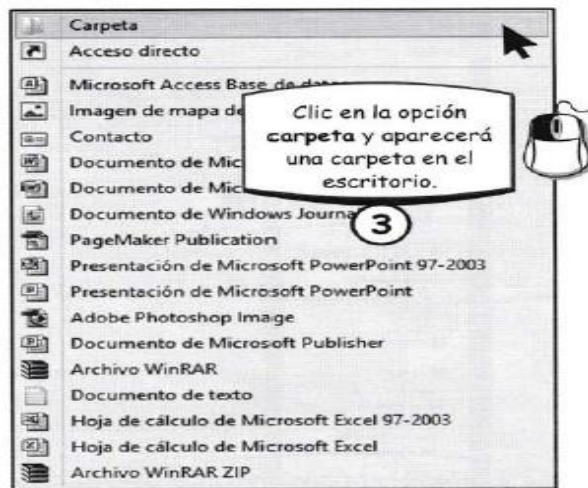 Carpeta
Acceso directo
Microsoft Access Base de datos
Imagen de mapa de
Contacto
Documento de Mic
Documento de Mic
Documento de Windows Journa
PageMaker Publication
Presentación de Microsoft PowerPoint 97-2003
Presentación de Microsoft PowerPoint
Adobe Photoshop Image
Documento de Microsoft Publisher
Archivo WinRAR
Documento de texto
Hoja de cálculo de Microsoft Excel 97-2003
Hoja de cálculo de Microsoft Excel
Archivo WinRAR ZIP
Clic en la opción
carpeta y aparecerá
una carpeta en el
escritorio.
3